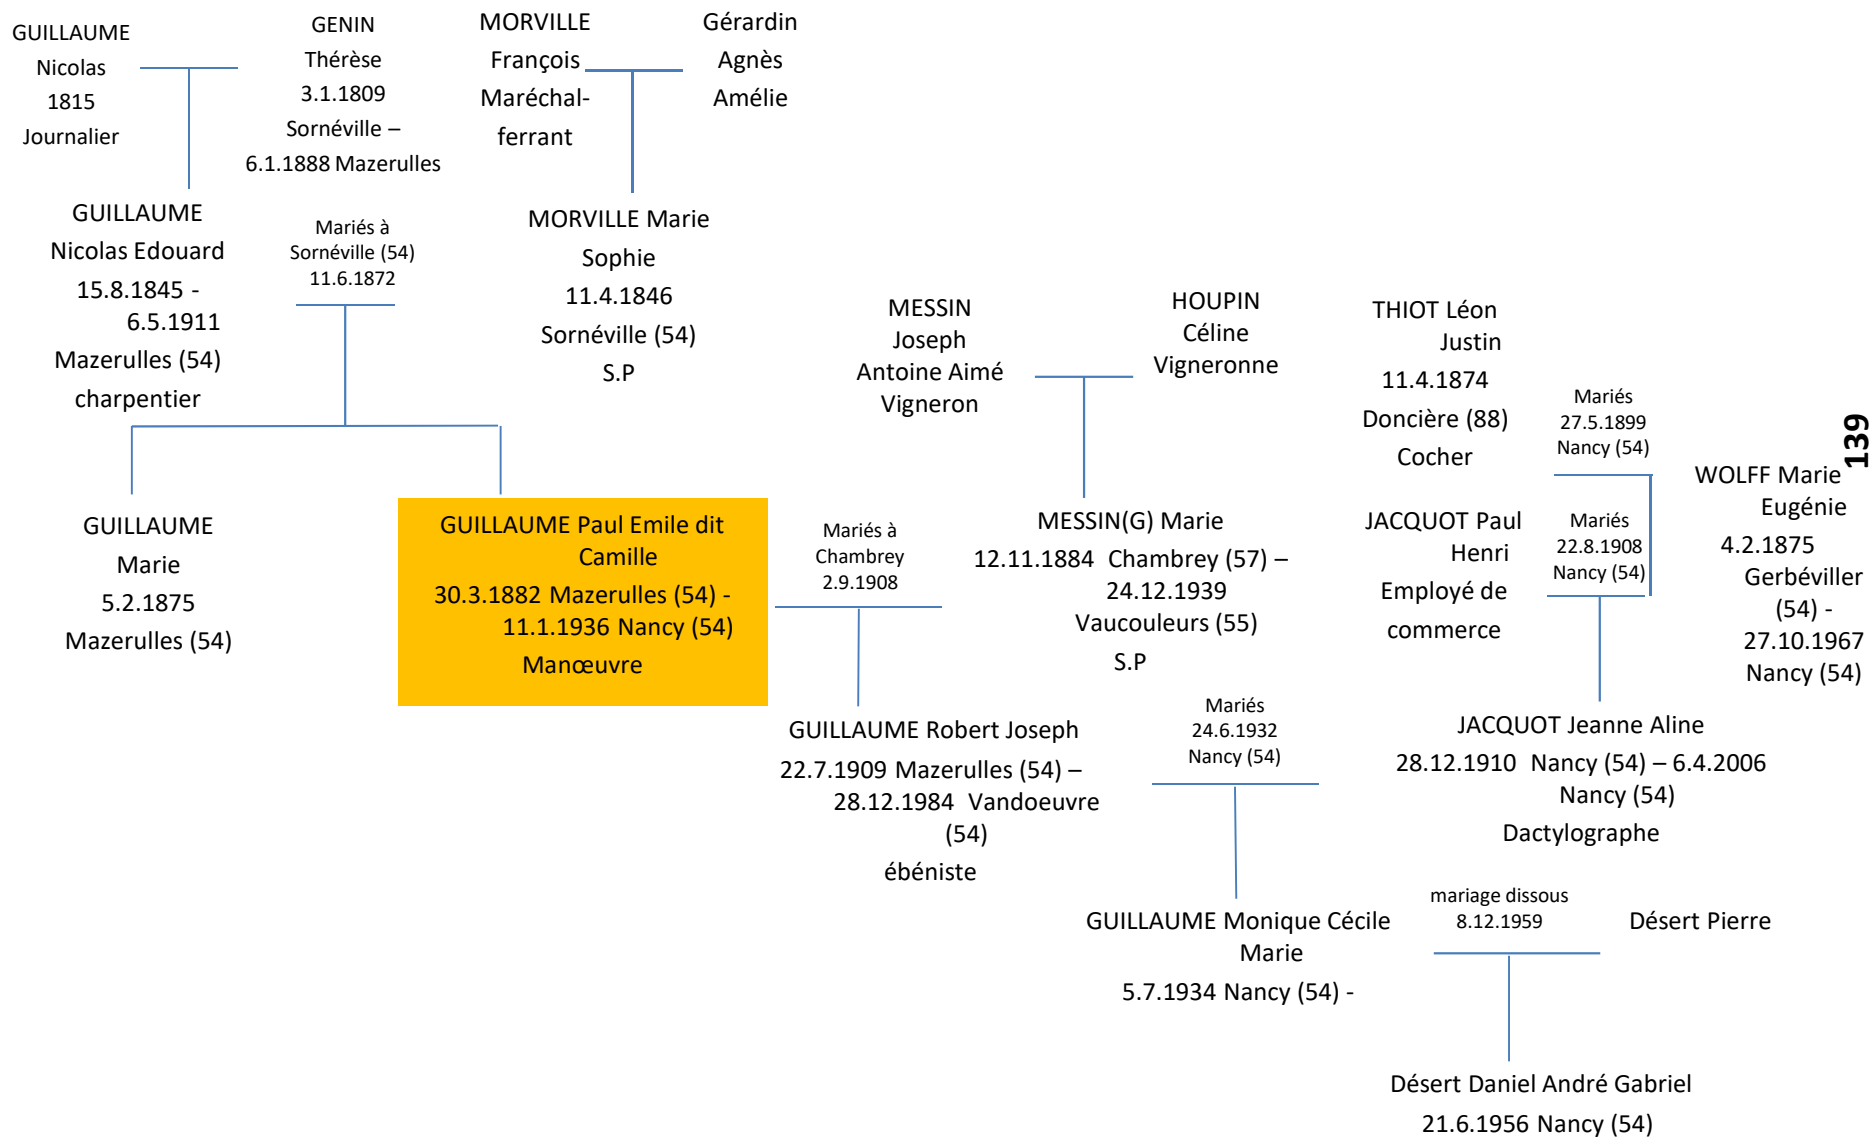 GUILLAUME
Nicolas
1815
Journalier
GENIN
Thérèse
3.1.1809
Sornéville –
6.1.1888 Mazerulles
MORVILLE
François
Maréchal-
ferrant
Gérardin
Agnès
Amélie
GUILLAUME
Nicolas Edouard
15.8.1845 -
6.5.1911
Mazerulles (54)
charpentier
Mariés à
Sornéville (54)
11.6.1872
MORVILLE Marie
Sophie
11.4.1846
Sornéville (54)
S.P
MESSIN
Joseph
Antoine Aimé
Vigneron
HOUPIN
Céline
Vigneronne
THIOT Léon
Justin
11.4.1874
Doncière (88)
Cocher
Mariés
27.5.1899
Nancy (54)
139
WOLFF Marie
Eugénie
4.2.1875
Gerbéviller
(54) -
27.10.1967
Nancy (54)
GUILLAUME
Marie
5.2.1875
Mazerulles (54)
GUILLAUME Paul Emile dit
Camille
30.3.1882 Mazerulles (54) -
11.1.1936 Nancy (54)
Manœuvre
Mariés à
Chambrey
2.9.1908
MESSIN(G) Marie
12.11.1884 Chambrey (57) –
24.12.1939
Vaucouleurs (55)
S.P
JACQUOT Paul
Henri
Employé de
commerce
Mariés
22.8.1908
Nancy (54)
GUILLAUME Robert Joseph
22.7.1909 Mazerulles (54) –
28.12.1984 Vandoeuvre
(54)
ébéniste
Mariés
24.6.1932
Nancy (54)
JACQUOT Jeanne Aline
28.12.1910 Nancy (54) – 6.4.2006
Nancy (54)
Dactylographe
GUILLAUME Monique Cécile
Marie
5.7.1934 Nancy (54) -
mariage dissous
8.12.1959
Désert Pierre
Désert Daniel André Gabriel
21.6.1956 Nancy (54)